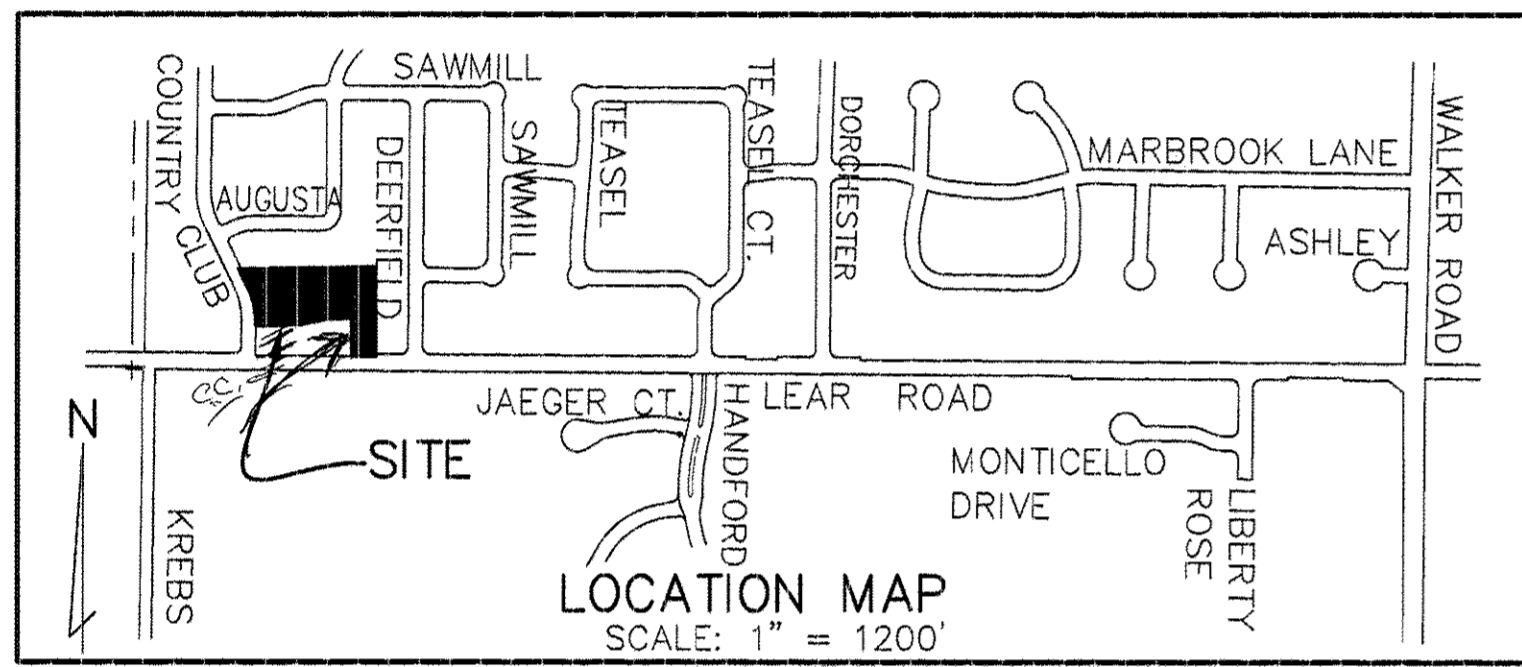 SAWMILL
COUNTRY
CLUB
AUGUSTA
DEERFIELD
SAWMILL
TEASEL
TEASEL CT.
DORCHESTER
MARBROOK LANE
ASHLEY
WALKER ROAD
C.C.
JAEGER CT.
LEAR ROAD
N
SITE
HANDFORD
MONTICELLO
DRIVE
LIBERTY
ROSE
KREBS
LOCATION MAP
SCALE: 1" = 1200'